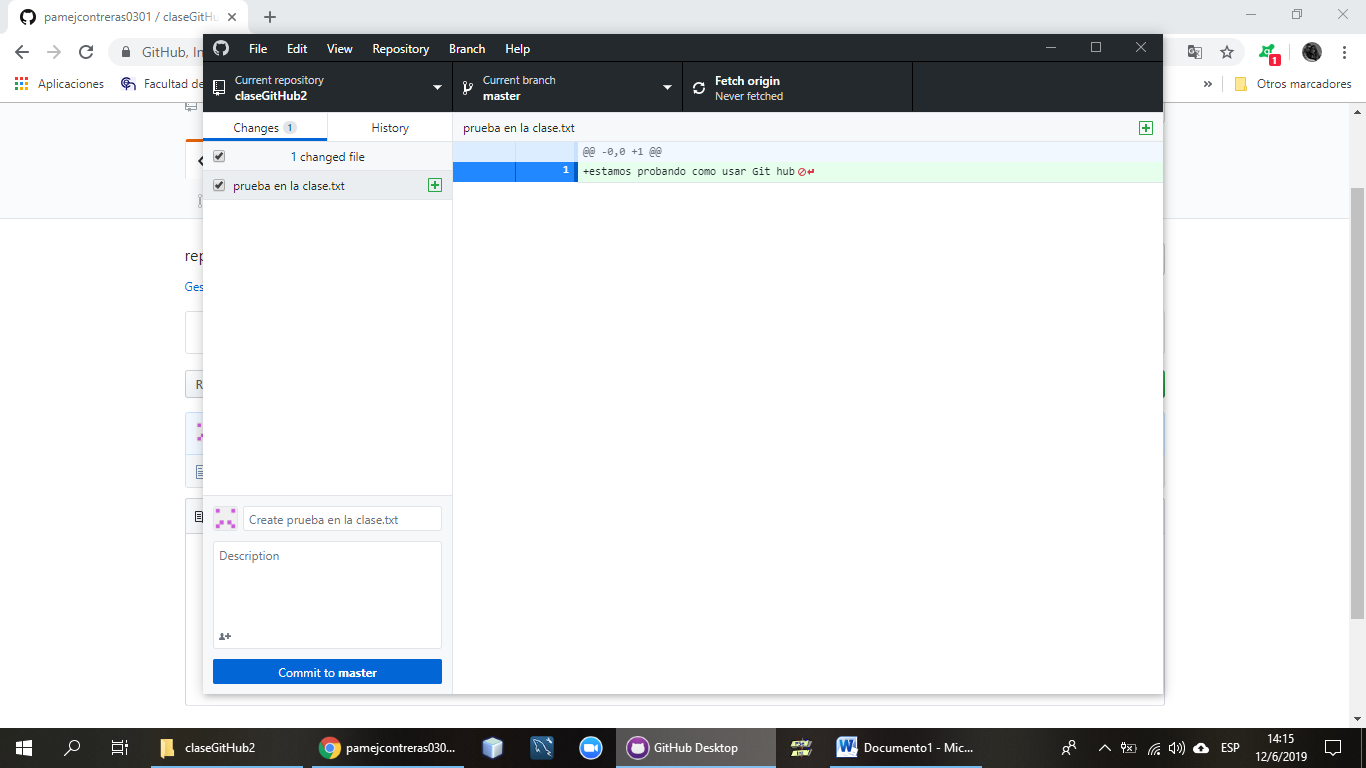 pamejcontreras0301 / claseGitHu
GitHub, In
Aplicaciones
Facultad de
»
Otros marcadores
1
File Edit View Repository Branch Help
Current repository
claseGitHub2
Current branch
master
Fetch origin
Never fetched
Changes 1
History
prueba en la clase.txt
1 changed file
@@ -0,0 +1 @@
prueba en la clase.txt
1 +estamos probando como usar Git hub
rep
Ges
R
Create prueba en la clase.txt
Description
Commit to master
claseGitHub2
pamejcontreras030...
GitHub Desktop
Documento1 - Mic...
ESP
14:15
12/6/2019